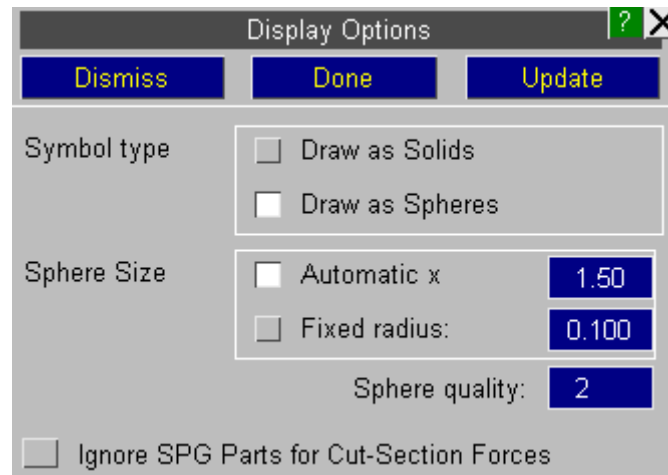 Display Options ? X
Dismiss Done Update
Symbol type
Draw as Solids
Draw as Spheres
Sphere Size
Automatic x 1.50
Fixed radius: 0.100
Sphere quality: 2
Ignore SPG Parts for Cut-Section Forces